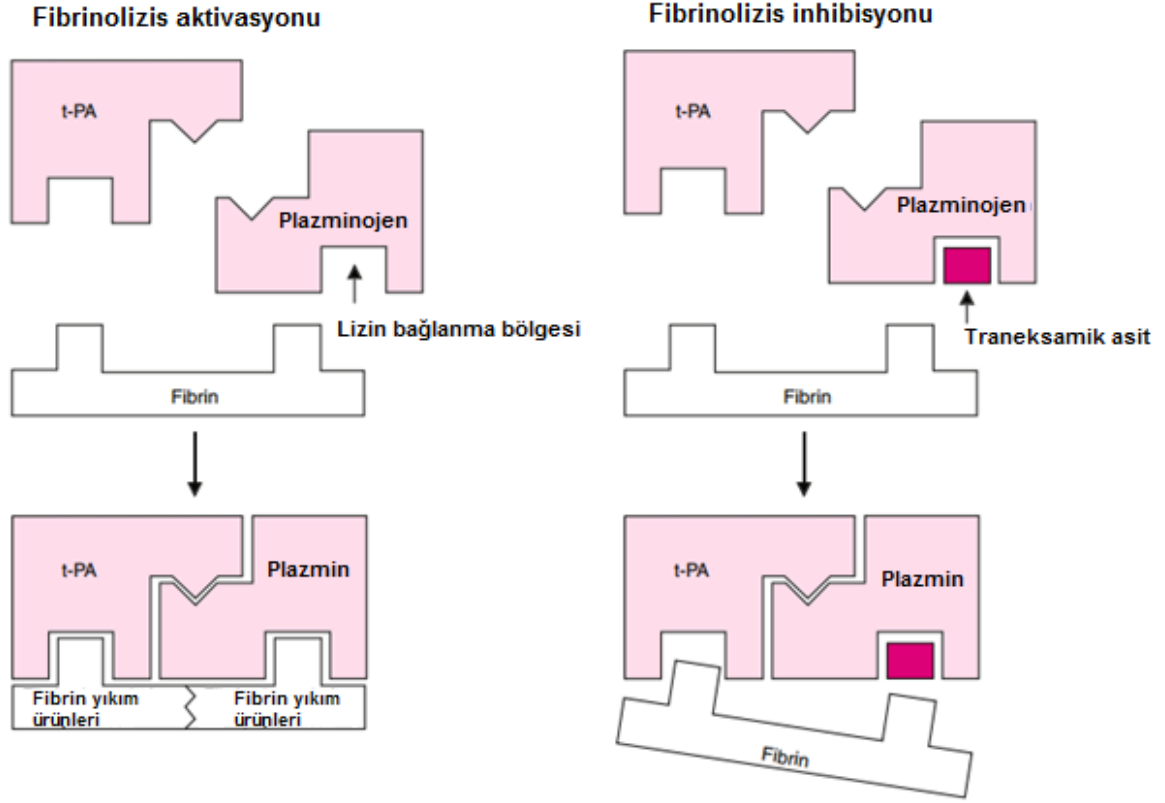 Fibrinolizis aktivasyonu
t-PA
Plazminojen
Lizin bağlanma bölgesi
Fibrin
t-PA
Plazmin
Fibrin yıkım
ürünleri
Fibrin yıkım
ürünleri
Fibrinolizis inhibisyonu
t-PA
Plazminojen
Traneksamik asit
Fibrin
t-PA
Plazmin
Fibrin